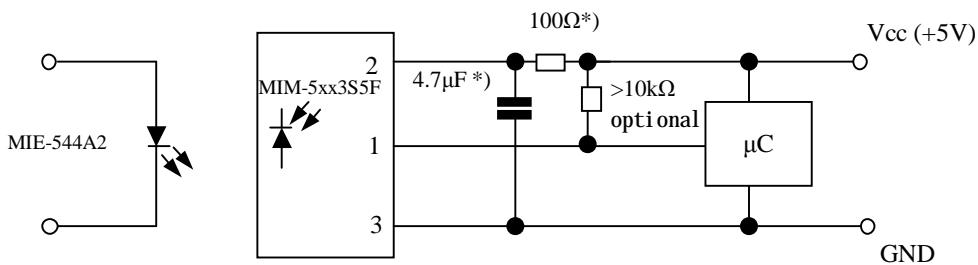 100Ω*)
Vcc (+5V)
2
4.7μF *)
MIM-5xx3S5F
>10kΩ
optional
MIE-544A2
1
μC
3
GND